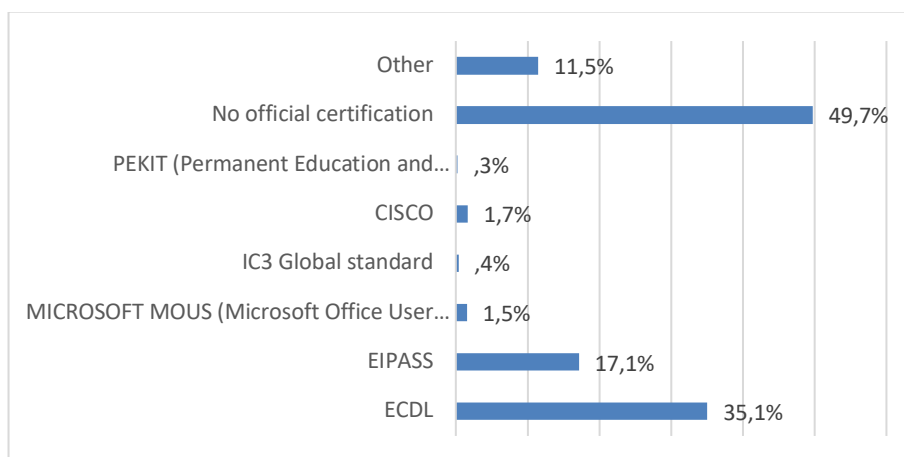 Other 11,5%
No official certification 49,7%
PEKIT (Permanent Education and... ,3%
CISCO 1,7%
IC3 Global standard ,4%
MICROSOFT MOUS (Microsoft Office User... 1,5%
EIPASS 17,1%
ECDL 35,1%